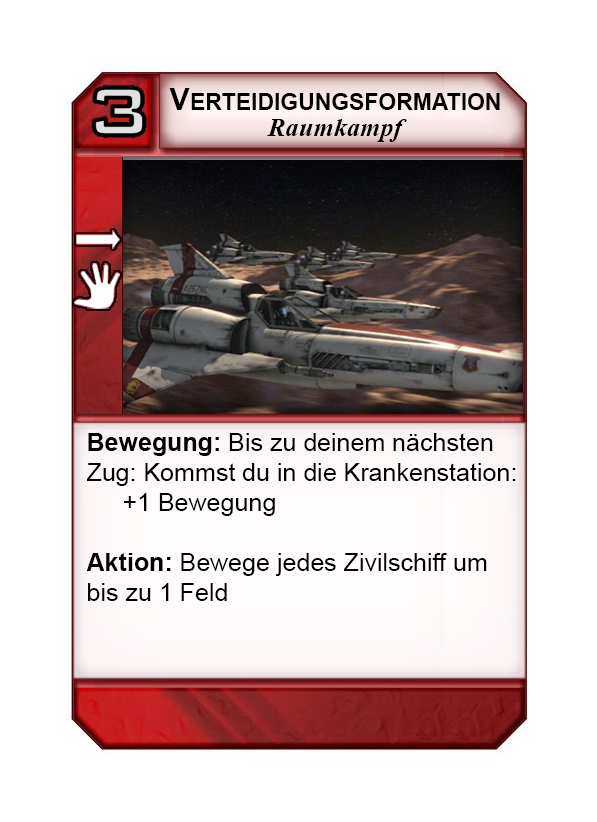 3
VERTEIDIGUNGSFORMATION
Raumkampf
Bewegung: Bis zu deinem nächsten
Zug: Kommst du in die Krankenstation:
+1 Bewegung
Aktion: Bewege jedes Zivilschiff um
bis zu 1 Feld